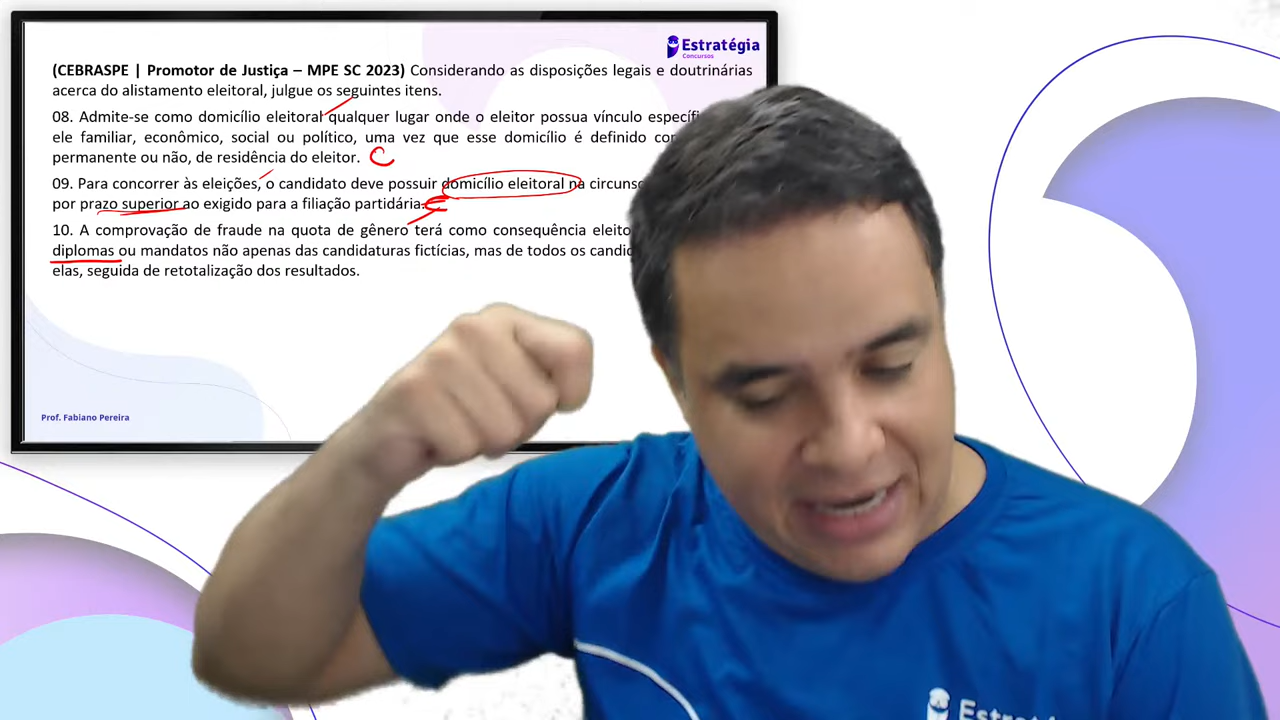 Estratégia
Concursos
(CEBRASPE | Promotor de Justiça – MPE SC 2023) Considerando as disposições legais e doutrinárias
acerca do alistamento eleitoral, julgue os seguintes itens.
08. Admite-se como domicílio eleitoral qualquer lugar onde o eleitor possua vínculo
ele familiar, econômico, social ou político, uma vez que esse domicílio é definido
permanente ou não, de residência do eleitor. C
09. Para concorrer às eleições, o candidato deve possuir domicílio eleitoral na
por prazo superior ao exigido para a filiação partidária. E
10. A comprovação de fraude na quota de gênero terá como consequência
diplomas ou mandatos não apenas das candidaturas fictícias, mas de todos os
elas, seguida de retotalização dos resultados.
Prof. Fabiano Pereira